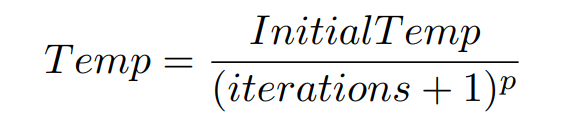 Temp = InitialTemp / (iterations + 1)^p